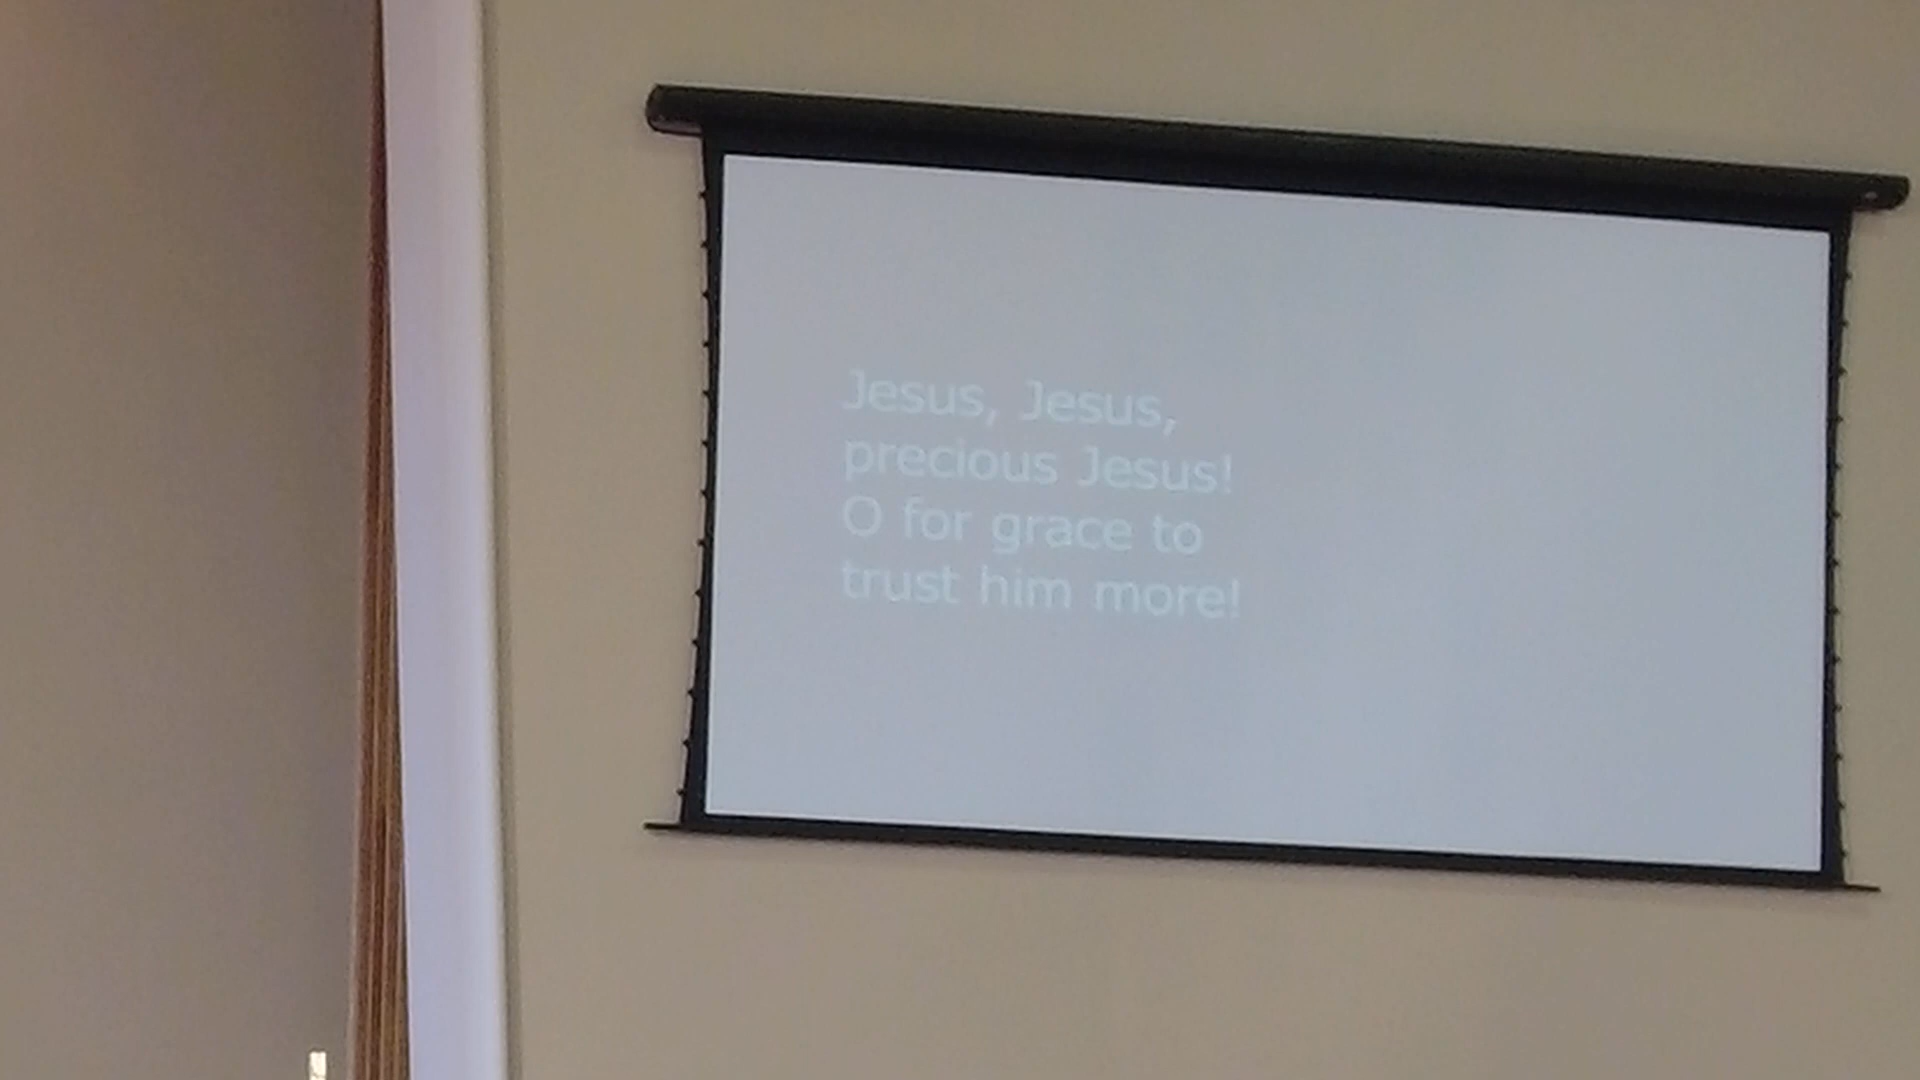 Jesus, Jesus,
precious Jesus!
O for grace to
trust him more!